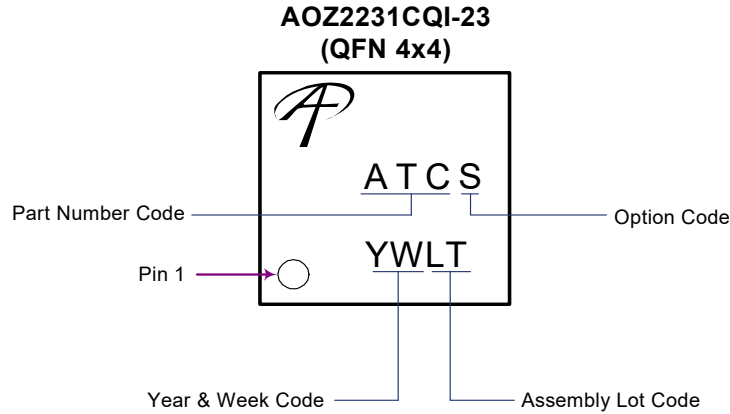 AOZ2231CQI-23
(QFN 4x4)
ATCS
Part Number Code
Option Code
YWLT
Pin 1
Year & Week Code
Assembly Lot Code